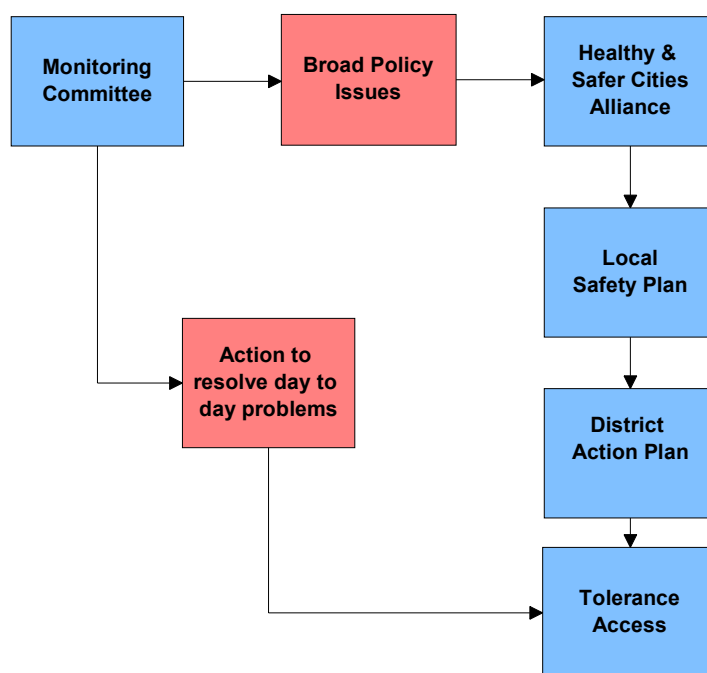 Monitoring
Committee
Broad Policy
Issues
Healthy &
Safer Cities
Alliance
Local
Safety Plan
Action to
resolve day to
day problems
District
Action Plan
Tolerance
Access